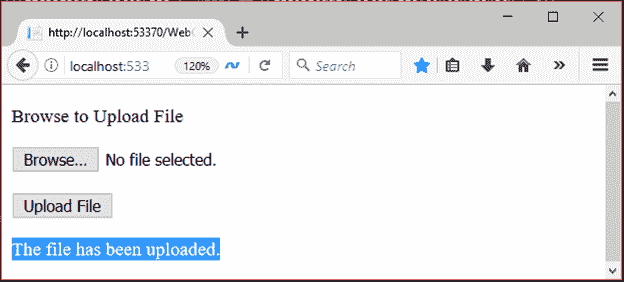 http://localhost:53370/Web
localhost:533
120%
Search
Browse to Upload File
Browse... No file selected.
Upload File
The file has been uploaded.